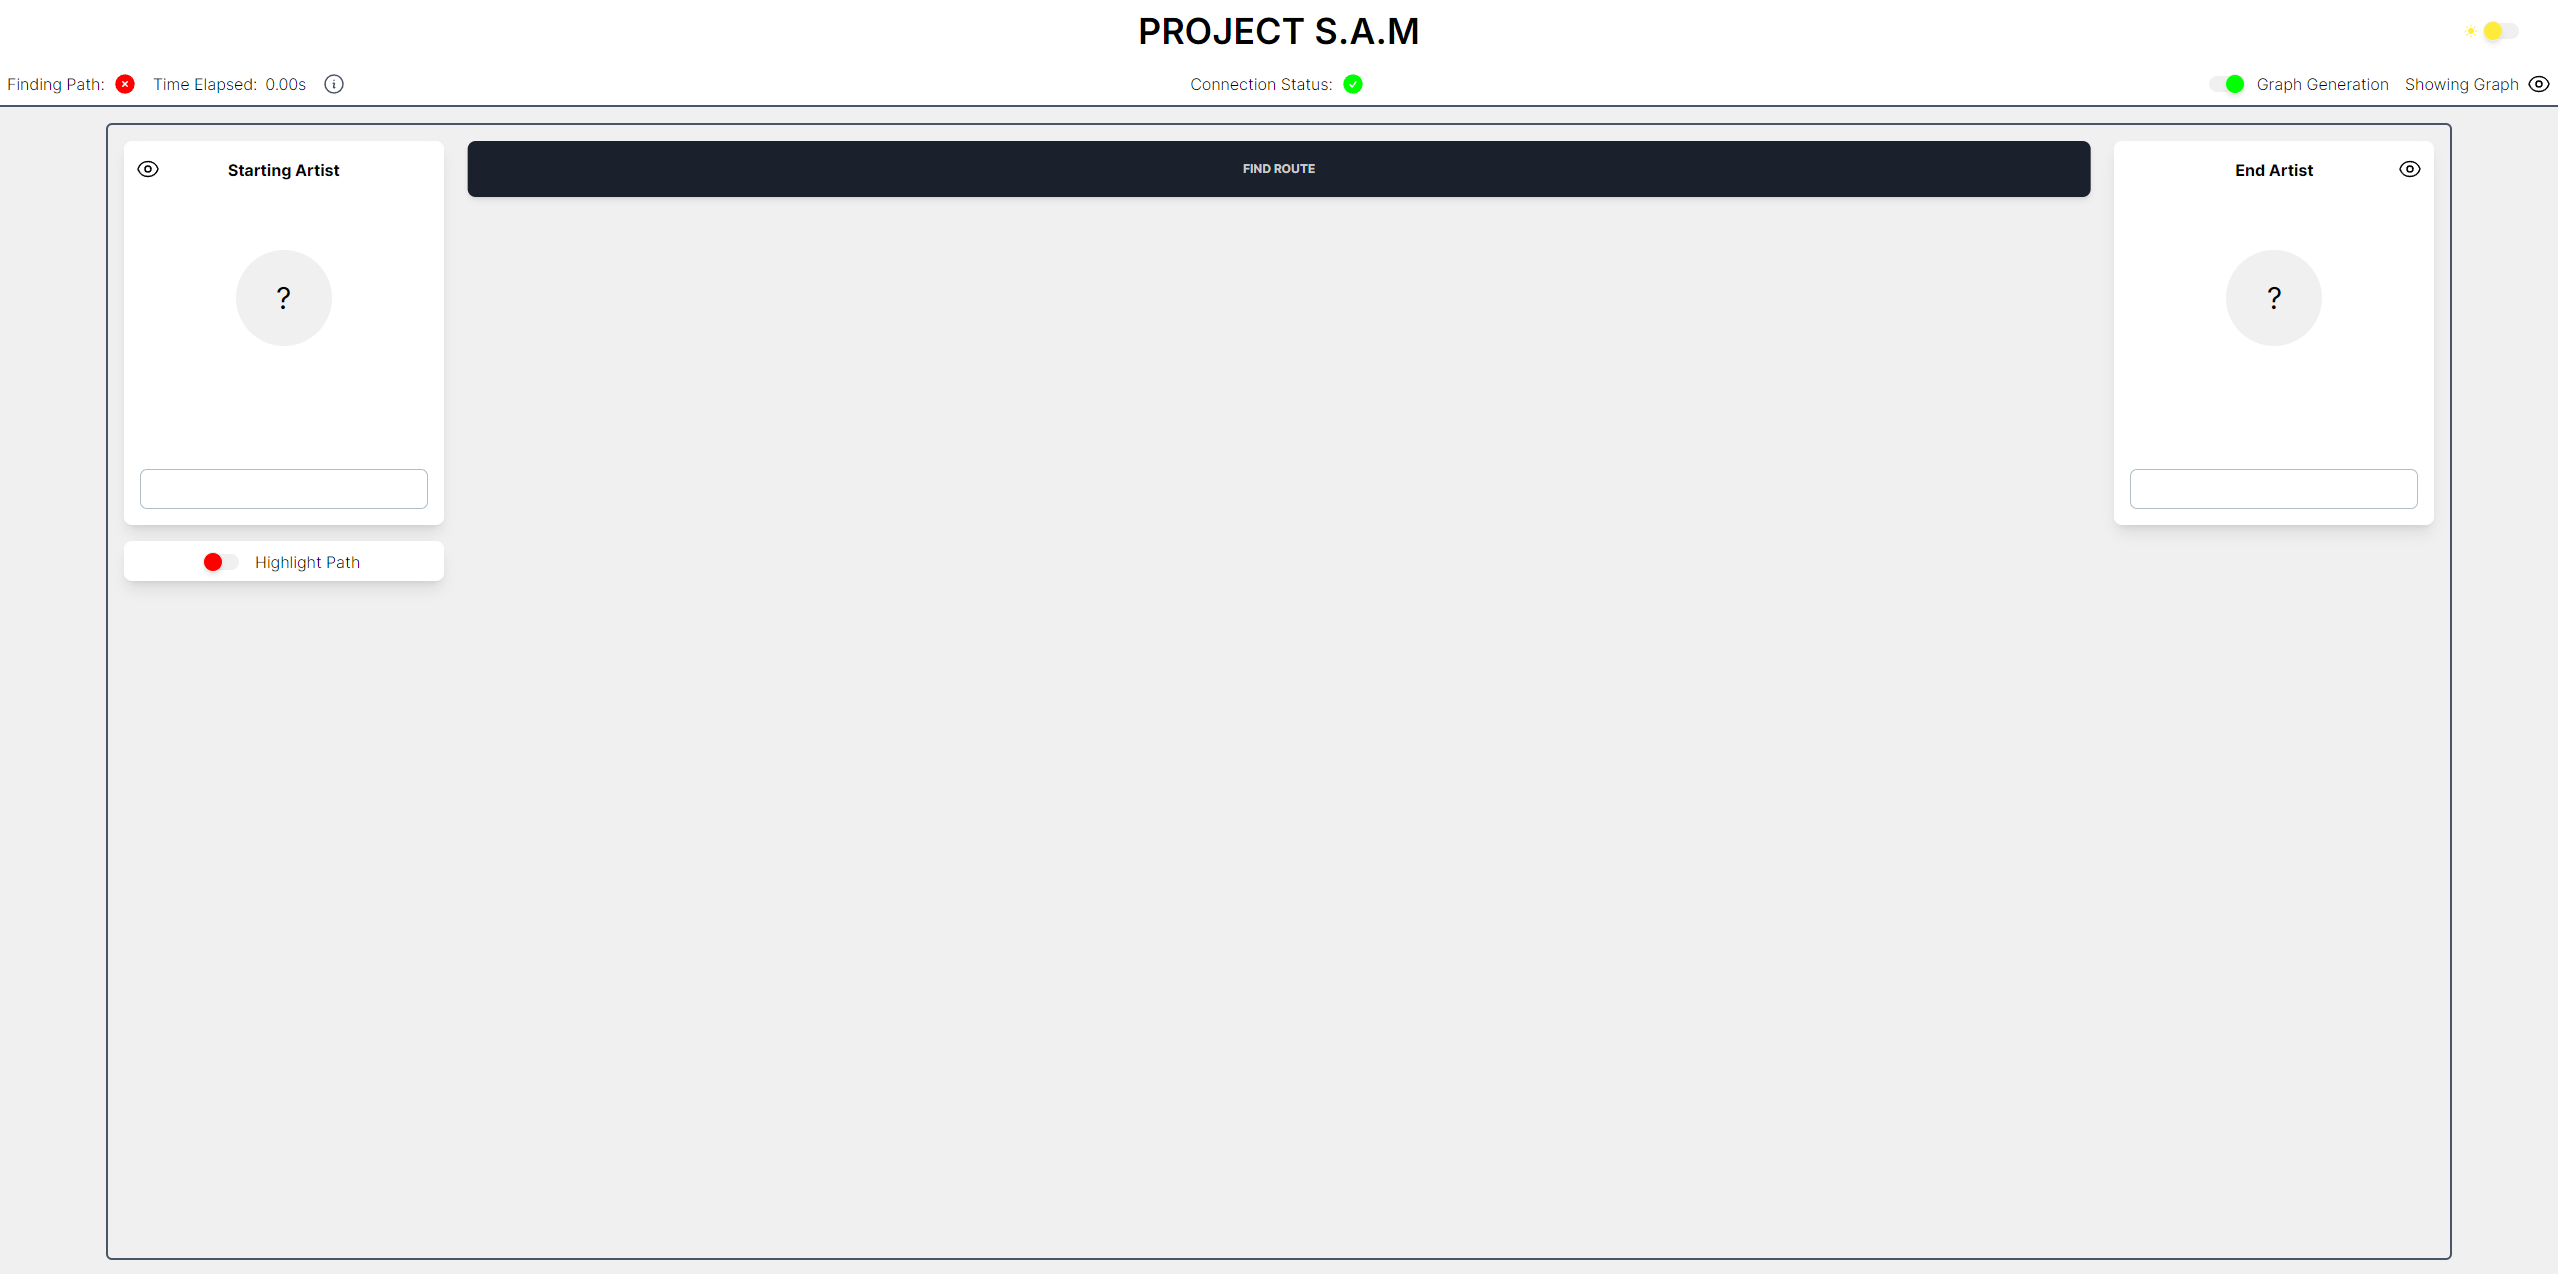 PROJECT S.A.M
Finding Path: Time Elapsed: 0.00s Connection Status: Graph Generation Showing Graph
Starting Artist
FIND ROUTE
End Artist
?
?
Highlight Path